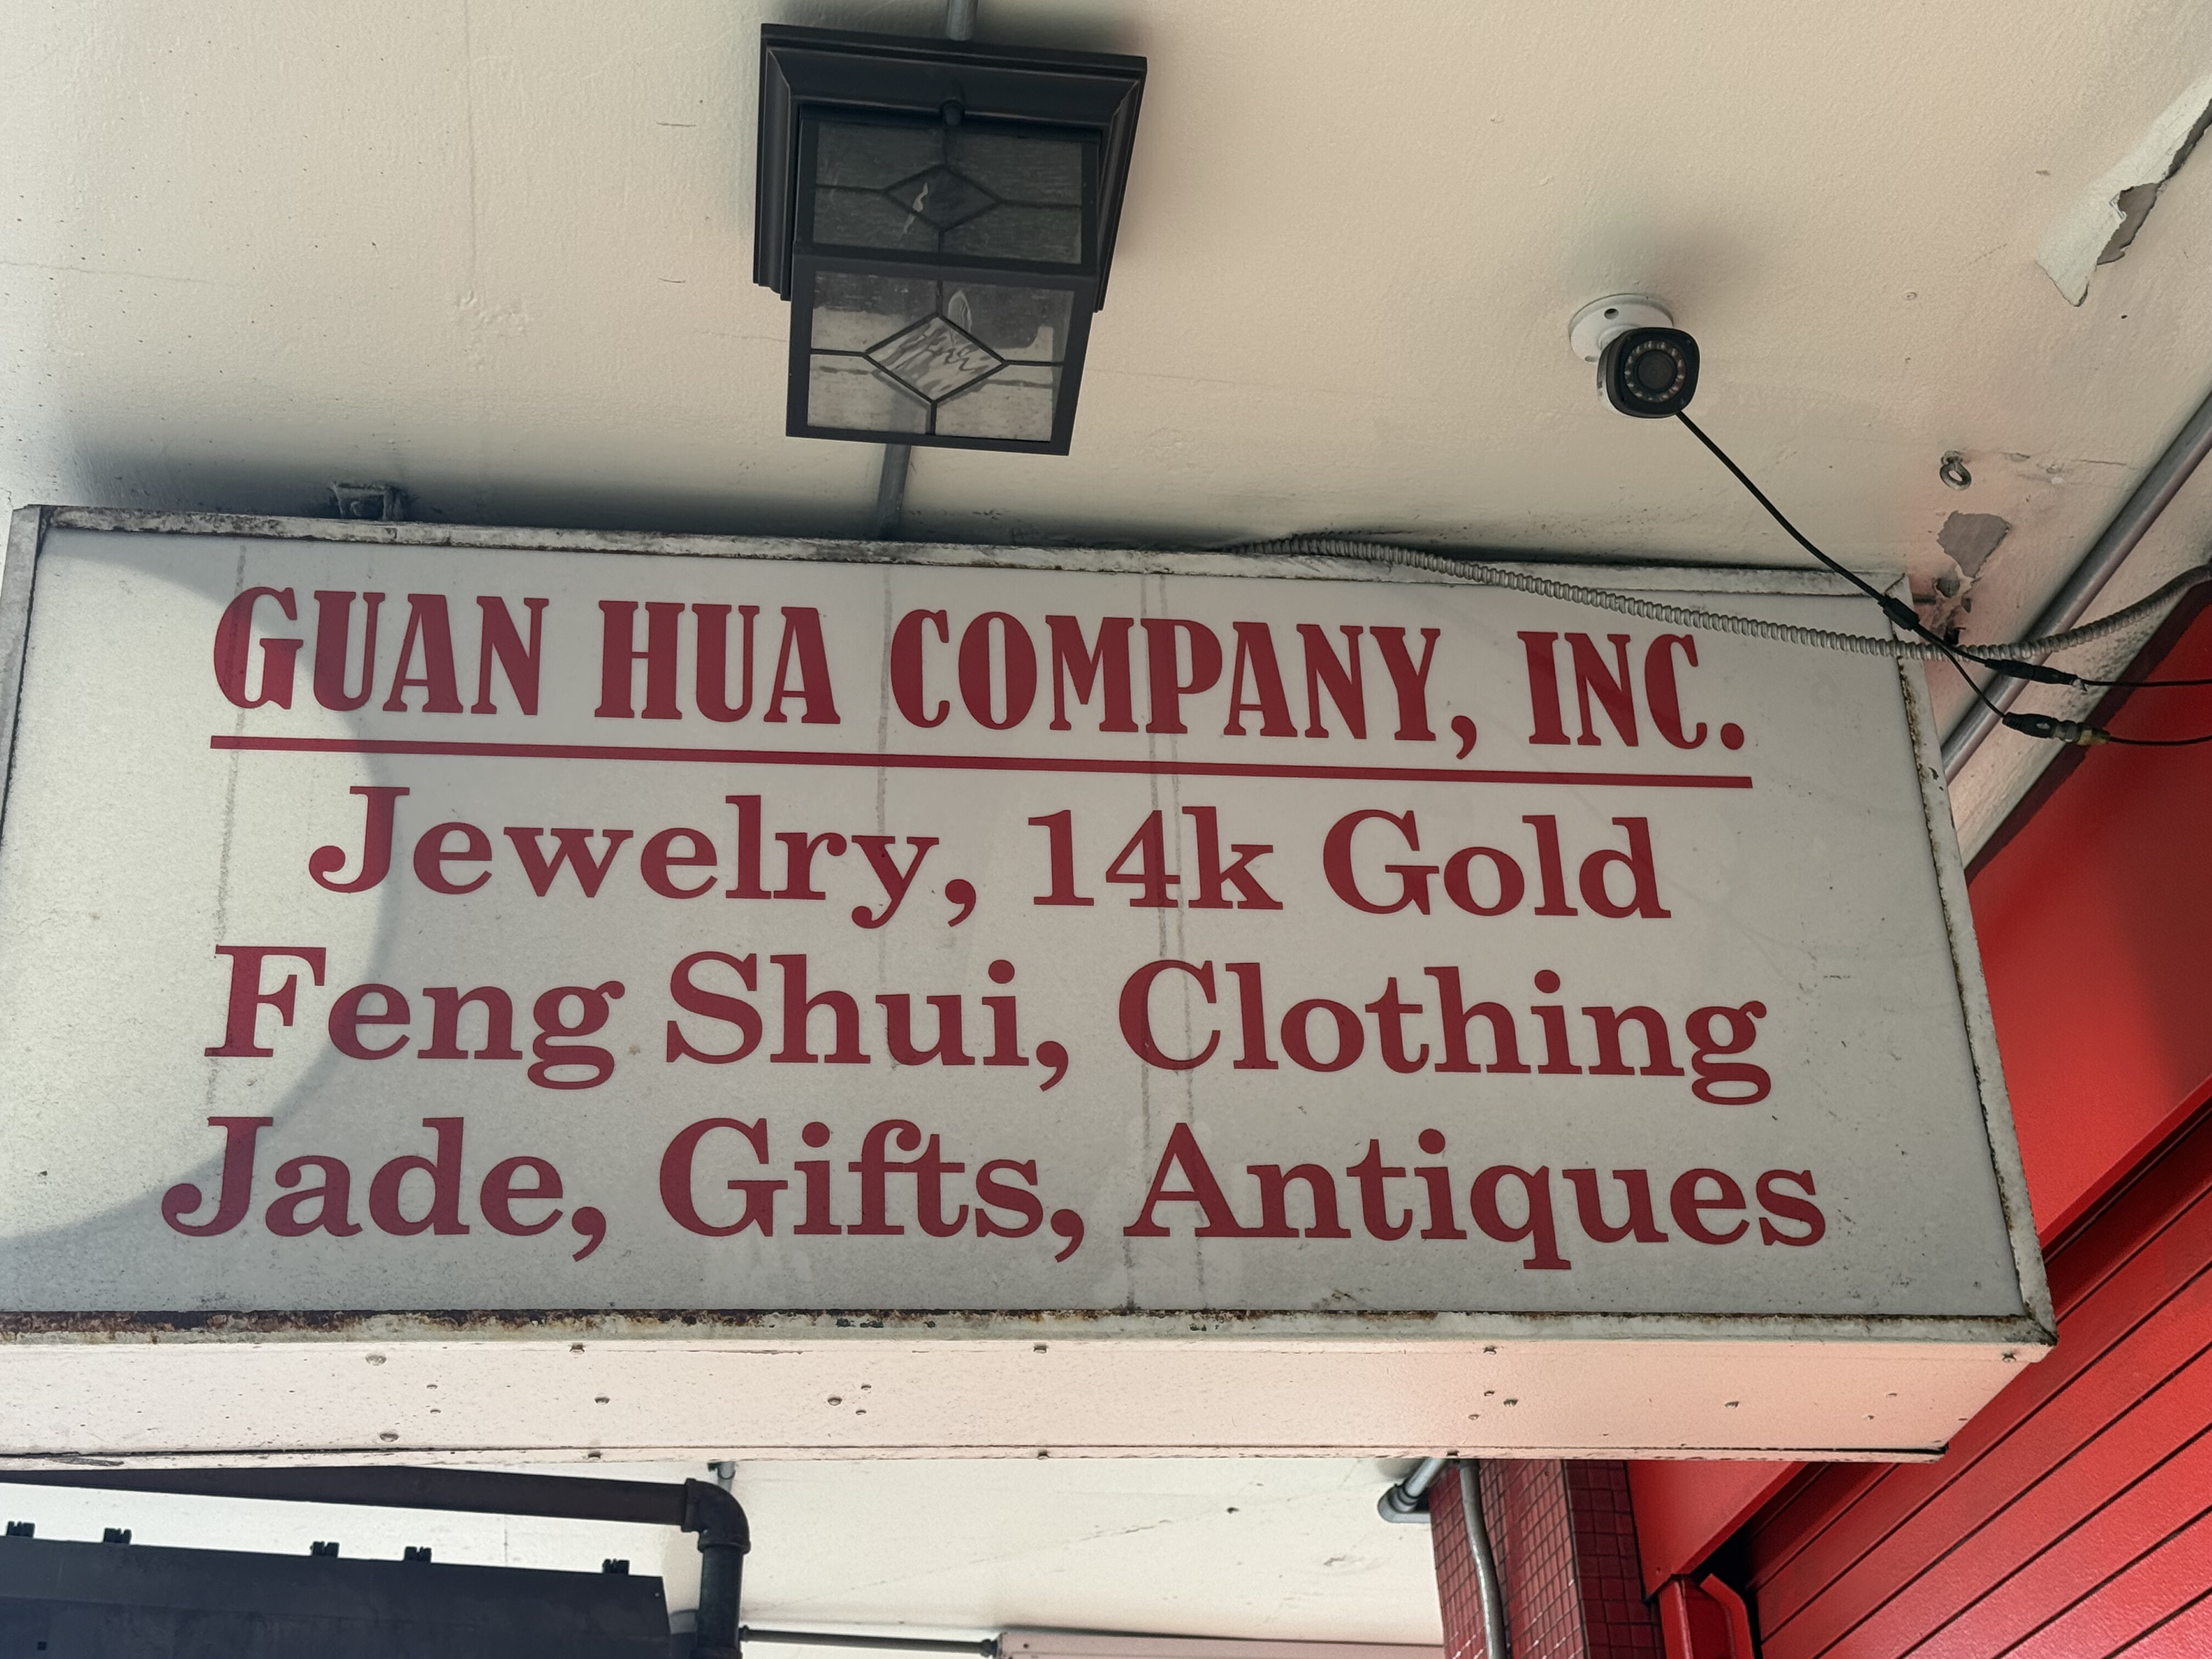 GUAN HUA COMPANY, INC.
Jewelry, 14k Gold
Feng Shui, Clothing
Jade, Gifts, Antiques